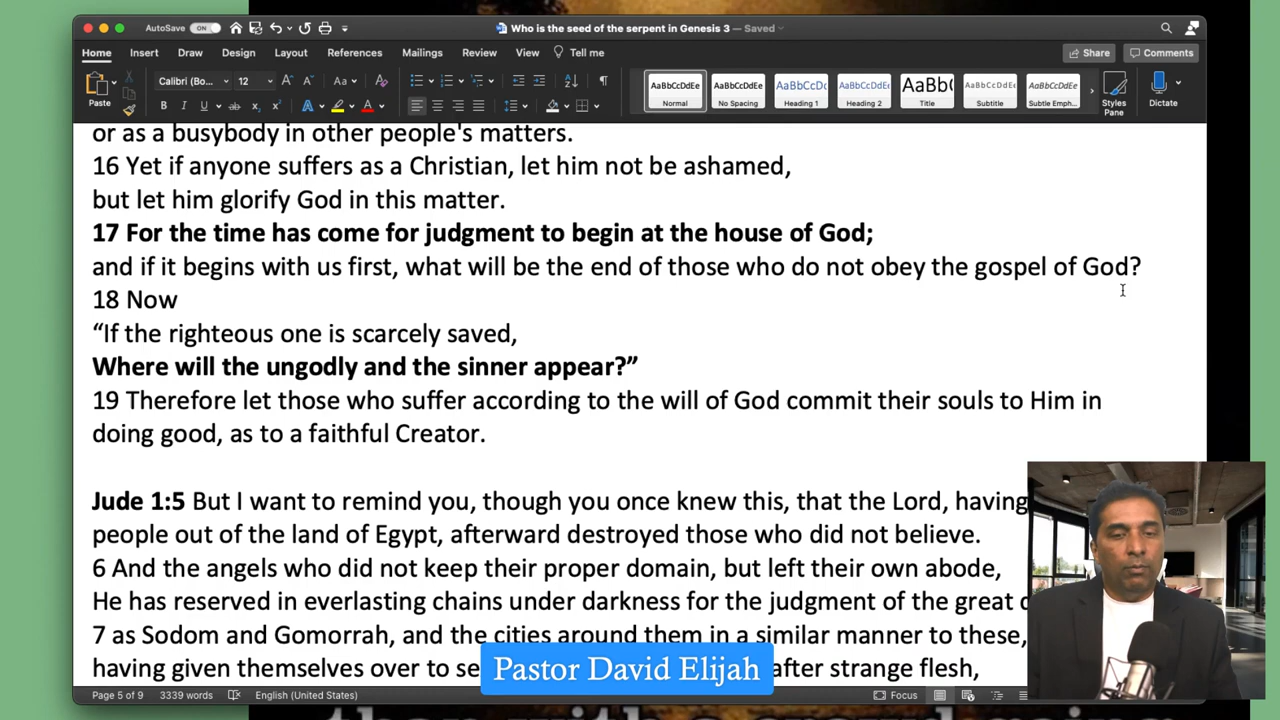 AutoSave ON
Who is the seed of the serpent in Genesis 3 — Saved
Home Insert Draw Design Layout References Mailings Review View Tell me
Share Comments
Paste
Calibri (Bo... 12
AaBbCcDdEe AaBbCcDdEe AaBbCcDc AaBbCcDdEe AaBbC AaBbCcDdEe AaBbCcDdEe
Normal No Spacing Heading 1 Heading 2 Title Subtitle Subtle Emph...
Styles Pane
Dictate
or as a busybody in other people's matters.
16 Yet if anyone suffers as a Christian, let him not be ashamed,
but let him glorify God in this matter.
17 For the time has come for judgment to begin at the house of God;
and if it begins with us first, what will be the end of those who do not obey the gospel of God?
18 Now
“If the righteous one is scarcely saved,
Where will the ungodly and the sinner appear?”
19 Therefore let those who suffer according to the will of God commit their souls to Him in
doing good, as to a faithful Creator.
Jude 1:5 But I want to remind you, though you once knew this, that the Lord, having
people out of the land of Egypt, afterward destroyed those who did not believe.
6 And the angels who did not keep their proper domain, but left their own abode,
He has reserved in everlasting chains under darkness for the judgment of the great
7 as Sodom and Gomorrah, and the cities around them in a similar manner to these,
having given themselves over to after strange flesh,
Pastor David Elijah
Page 5 of 9 3339 words English (United States) Focus